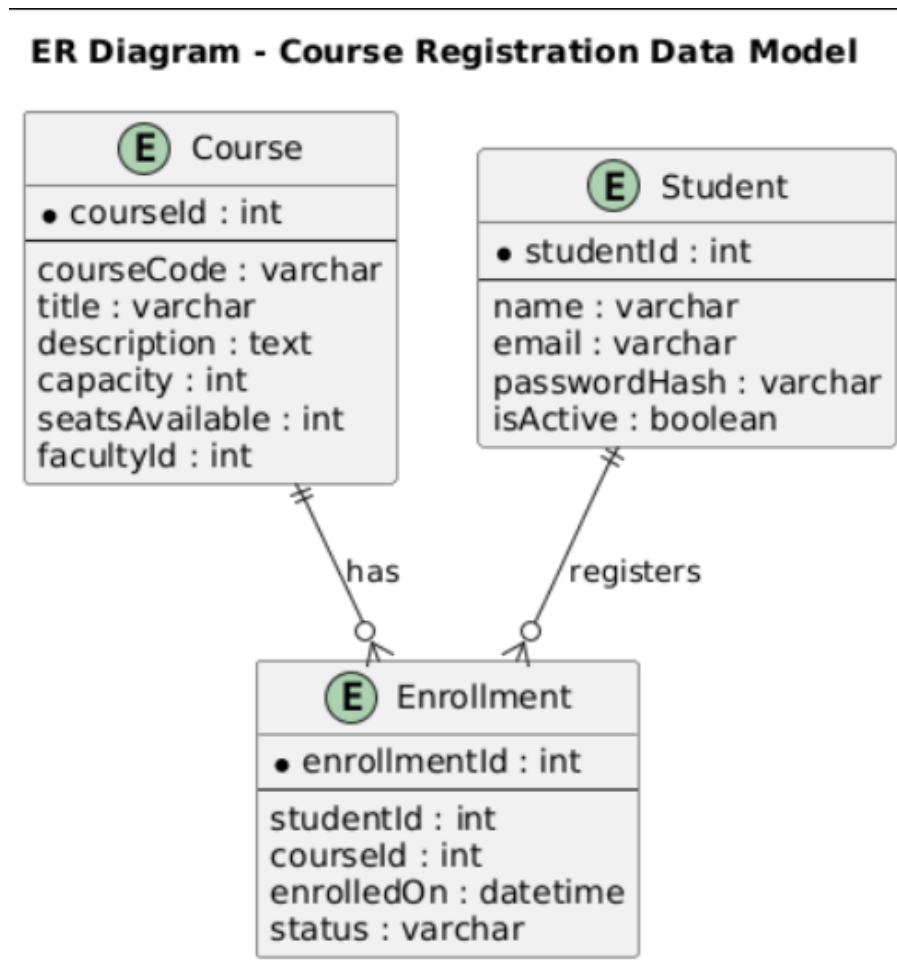 ER Diagram - Course Registration Data Model
E Course
courseId : int
courseCode : varchar
title : varchar
description : text
capacity : int
seatsAvailable : int
facultyId : int
E Student
studentId : int
name : varchar
email : varchar
passwordHash : varchar
isActive : boolean
has
registers
E Enrollment
enrollmentId : int
studentId : int
courseId : int
enrolledOn : datetime
status : varchar